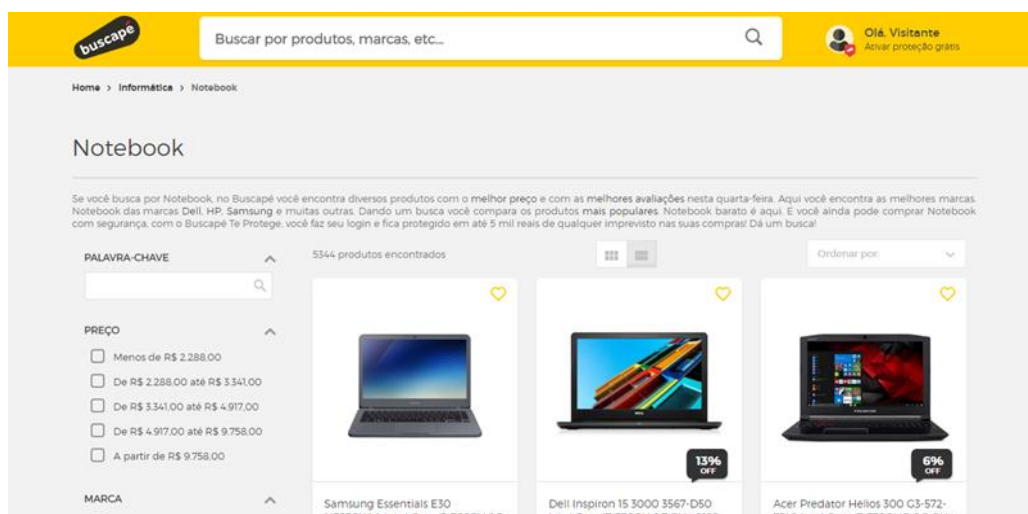 buscapé
Buscar por produtos, marcas, etc...
Olá, Visitante
Ativar proteção grátis
Home > Informática > Notebook
Notebook
Se você busca por Notebook, no Buscapé você encontra diversos produtos com o melhor preço e com as melhores avaliações nesta quarta-feira. Aqui você encontra as melhores marcas.
Notebook das marcas Dell, HP, Samsung e muitas outras. Dando um busca você compara os produtos mais populares. Notebook barato é aqui. E você ainda pode comprar Notebook
com segurança, com o Buscapé Te Protege, você faz seu login e fica protegido em até 5 mil reais de qualquer imprevisto nas suas compras! Dá um busca!
PALAVRA-CHAVE
5344 produtos encontrados
Ordenar por:
PREÇO
Menos de R$ 2.288,00
De R$ 2.288,00 até R$ 3.341,00
De R$ 3.341,00 até R$ 4.917,00
De R$ 4.917,00 até R$ 9.758,00
A partir de R$ 9.758,00
13%
OFF
6%
OFF
MARCA
Samsung Essentials E30
Dell Inspiron 15 3000 3567-D50
Acer Predator Helios 300 G3-572-